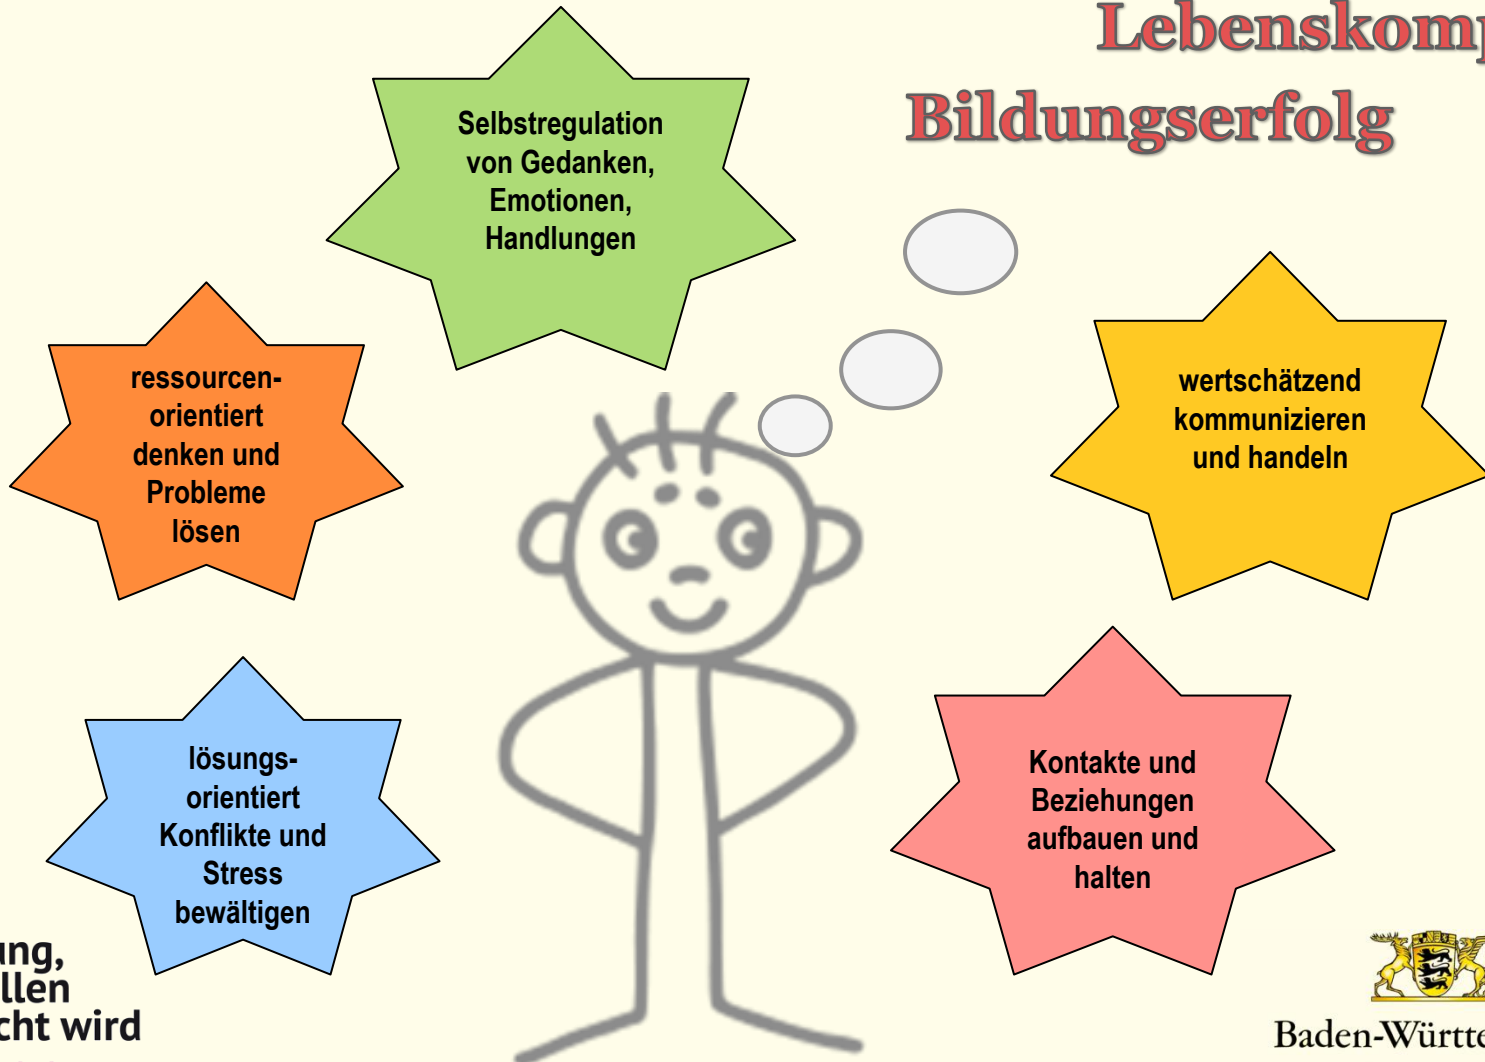 Lebenskomp
Bildungserfolg
Selbstregulation
von Gedanken,
Emotionen,
Handlungen
ressourcen-
orientiert
denken und
Probleme
lösen
wertschätzend
kommunizieren
und handeln
lösungs-
orientiert
Konflikte und
Stress
bewältigen
Kontakte und
Beziehungen
aufbauen und
halten
ung,
llen
cht wird
Baden-Württe